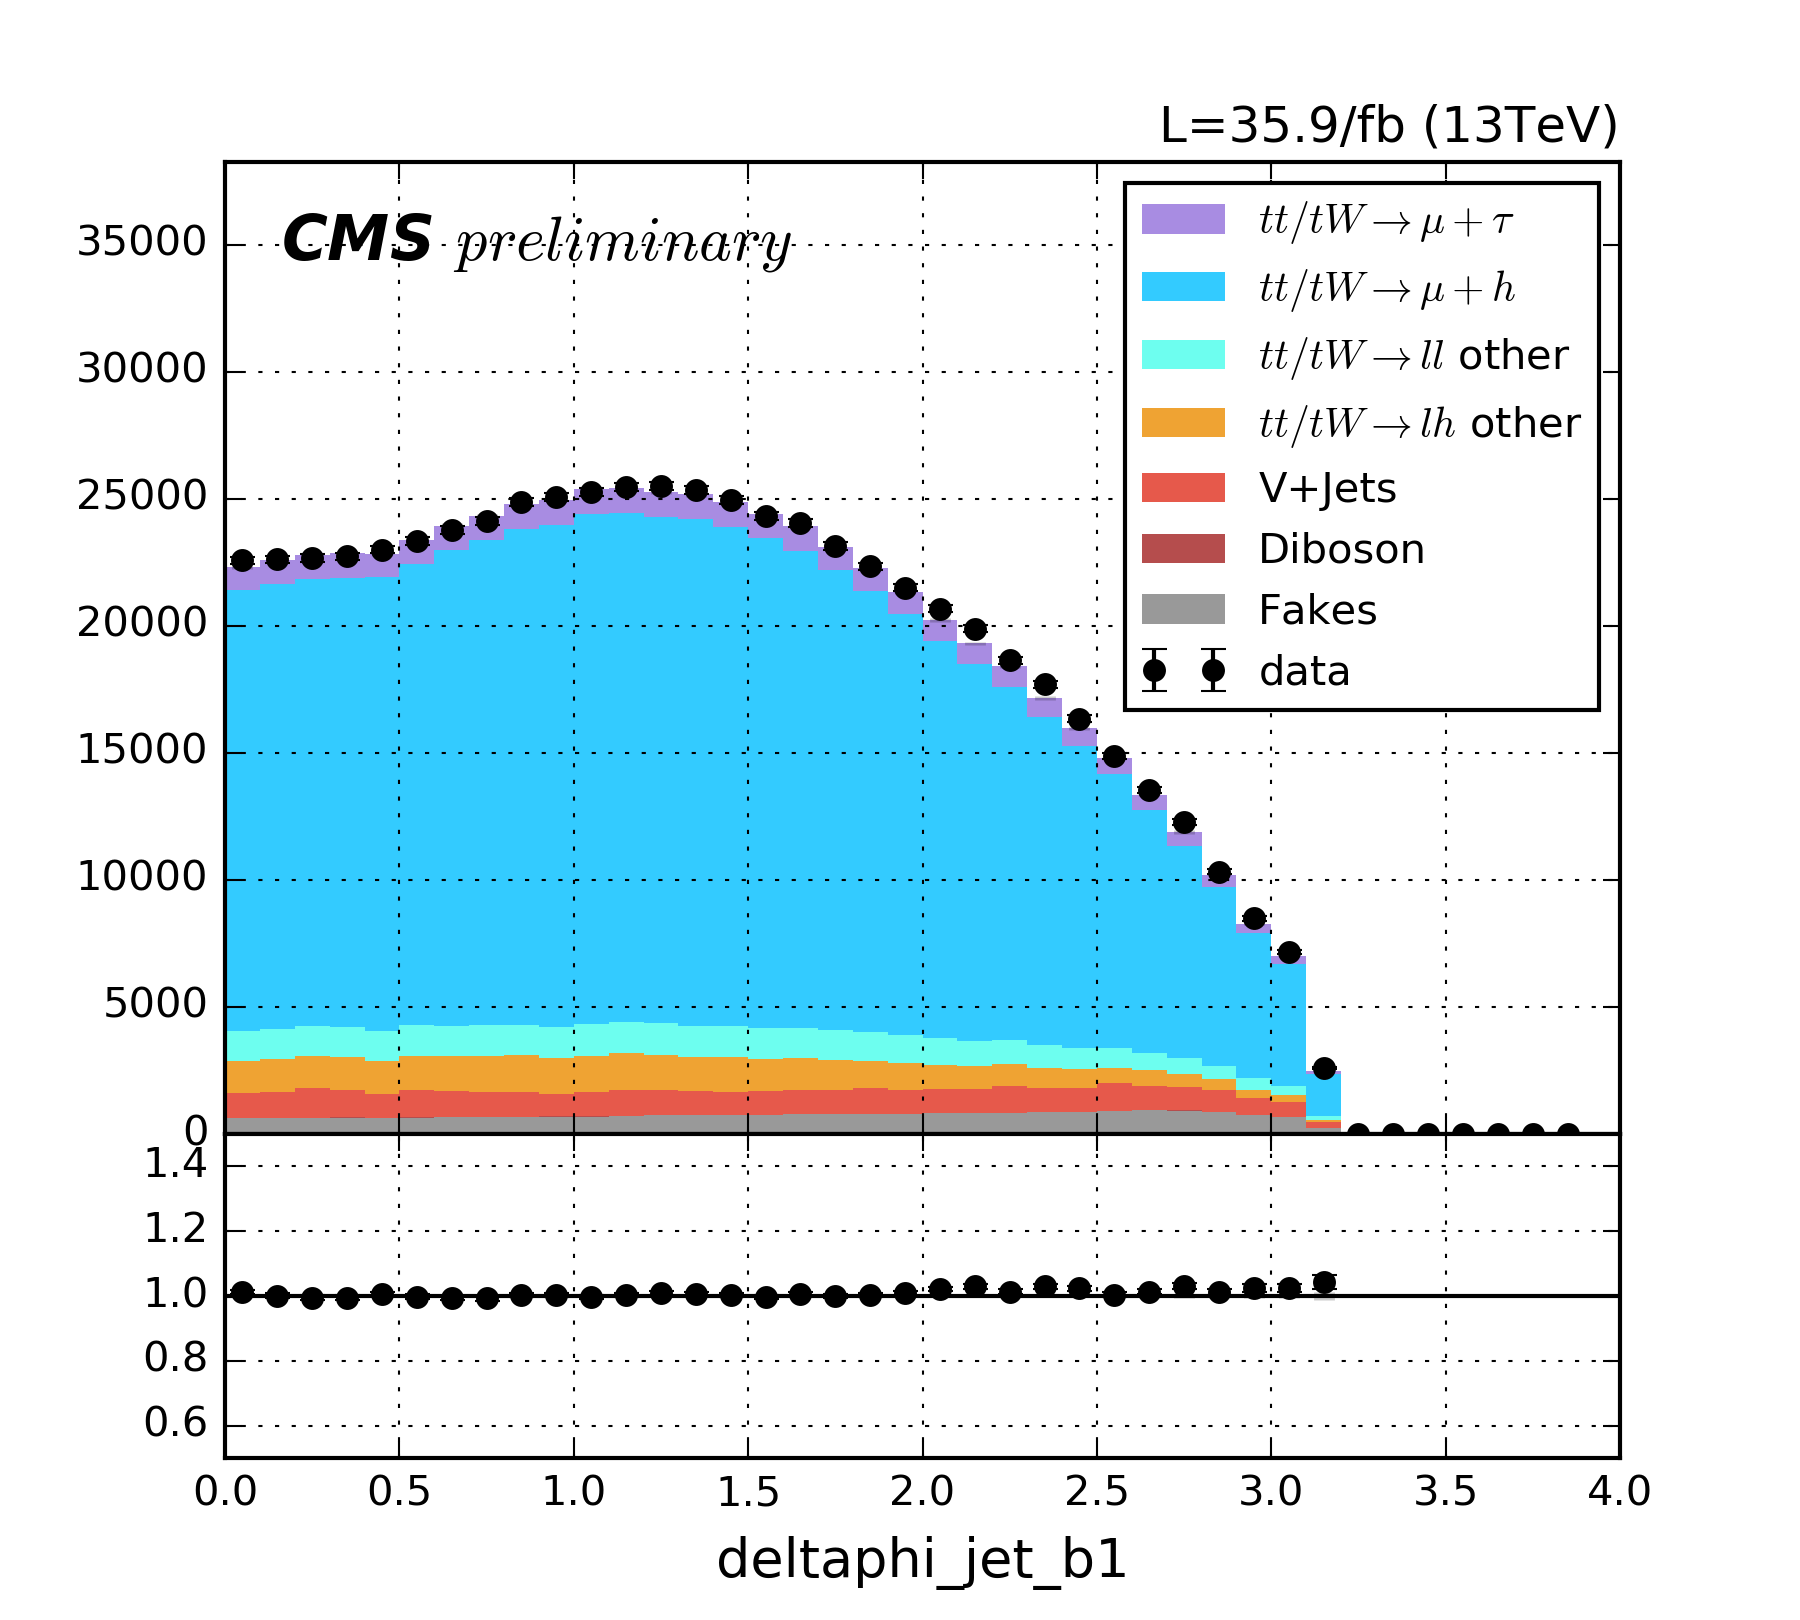 L=35.9/fb (13TeV)
CMS preliminary
tt/tW→μ+τ
tt/tW→μ+h
tt/tW→ll other
tt/tW→lh other
V+Jets
Diboson
Fakes
data
35000
30000
25000
20000
15000
10000
5000
0
1.4
1.2
1.0
0.8
0.6
0.0 0.5 1.0 1.5 2.0 2.5 3.0 3.5 4.0
deltaphi_jet_b1